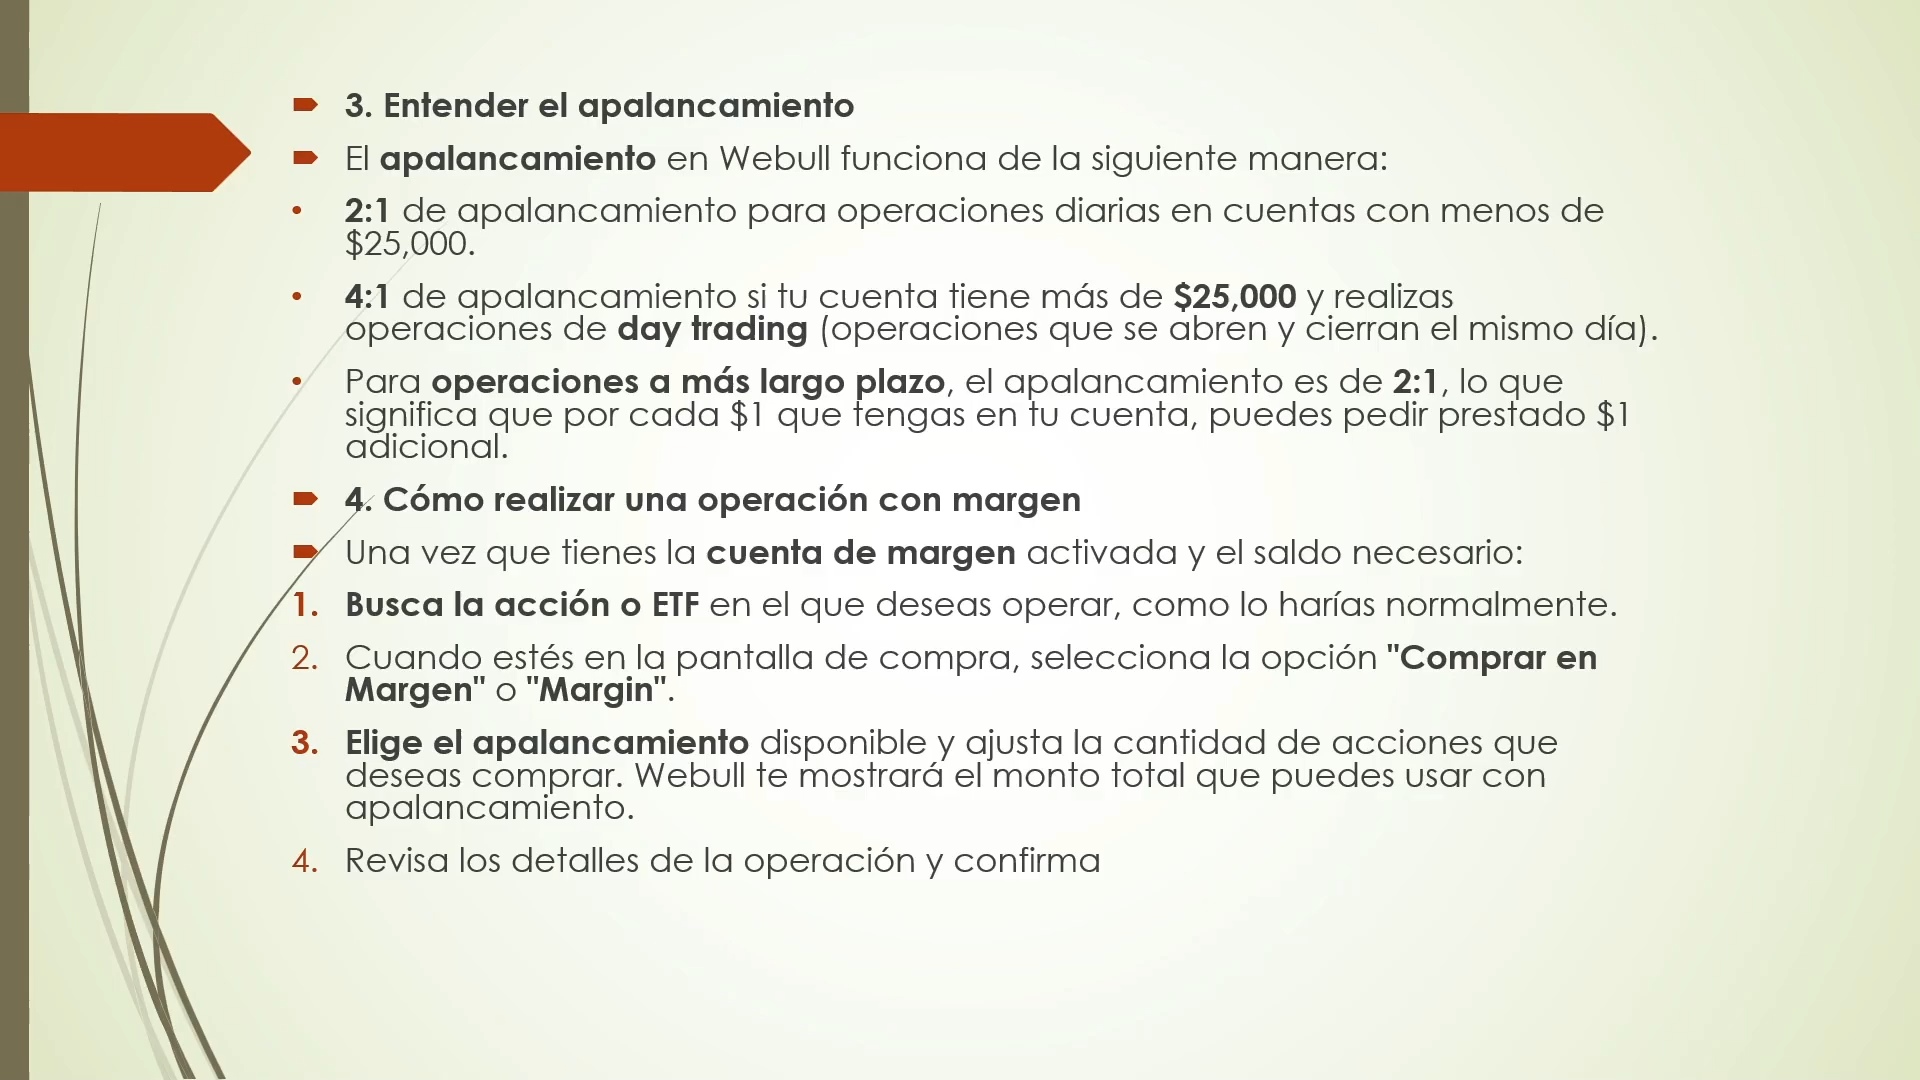 3. Entender el apalancamiento
El apalancamiento en Webull funciona de la siguiente manera:
• 2:1 de apalancamiento para operaciones diarias en cuentas con menos de
$25,000.
• 4:1 de apalancamiento si tu cuenta tiene más de $25,000 y realizas
operaciones de day trading (operaciones que se abren y cierran el mismo día).
• Para operaciones a más largo plazo, el apalancamiento es de 2:1, lo que
significa que por cada $1 que tengas en tu cuenta, puedes pedir prestado $1
adicional.
4. Cómo realizar una operación con margen
Una vez que tienes la cuenta de margen activada y el saldo necesario:
1. Busca la acción o ETF en el que deseas operar, como lo harías normalmente.
2. Cuando estés en la pantalla de compra, selecciona la opción "Comprar en
Margen" o "Margin".
3. Elige el apalancamiento disponible y ajusta la cantidad de acciones que
deseas comprar. Webull te mostrará el monto total que puedes usar con
apalancamiento.
4. Revisa los detalles de la operación y confirma